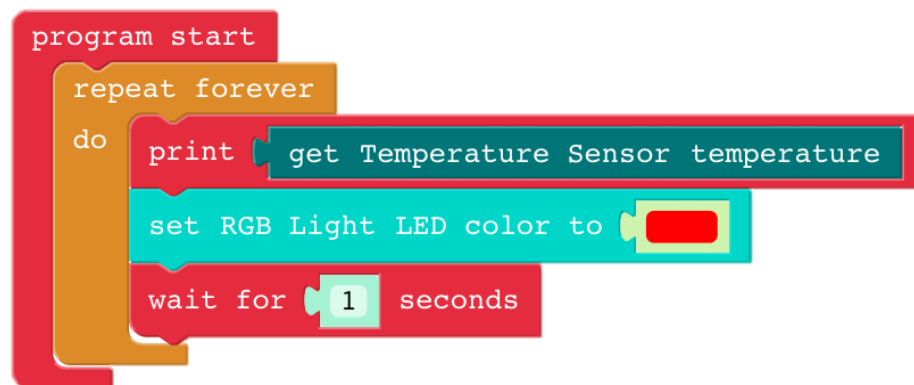 program start
repeat forever
do
print get Temperature Sensor temperature
set RGB Light LED color to
wait for 1 seconds